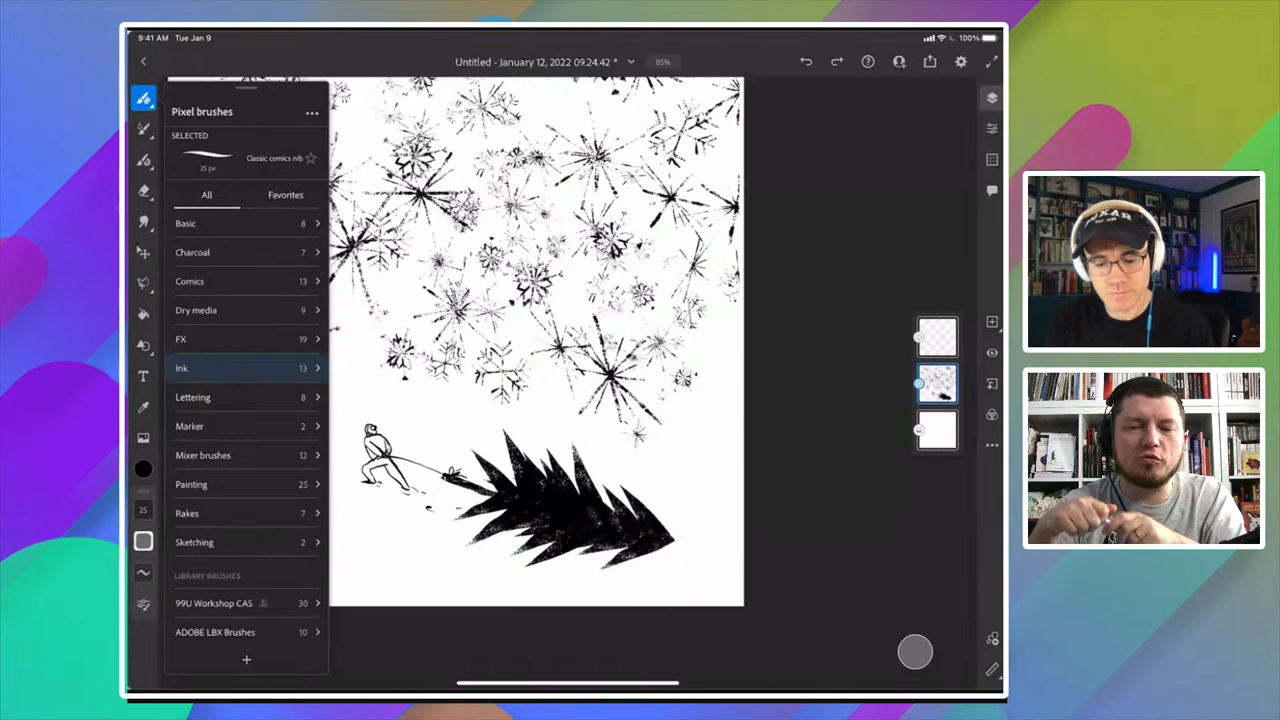 9:41 AM Tue Jan 9
100%
Untitled - January 12, 2022 09.24.42 *
85%
Pixel brushes
SELECTED
Classic comics nib
25 px
All
Favorites
Basic 8
Charcoal 7
Comics 13
Dry media 9
FX 19
Ink 13
Lettering 8
Marker 2
Mixer brushes 12
Painting 25
Rakes 7
Sketching 2
LIBRARY BRUSHES
99U Workshop CAS 30
ADOBE LBX Brushes 10
25